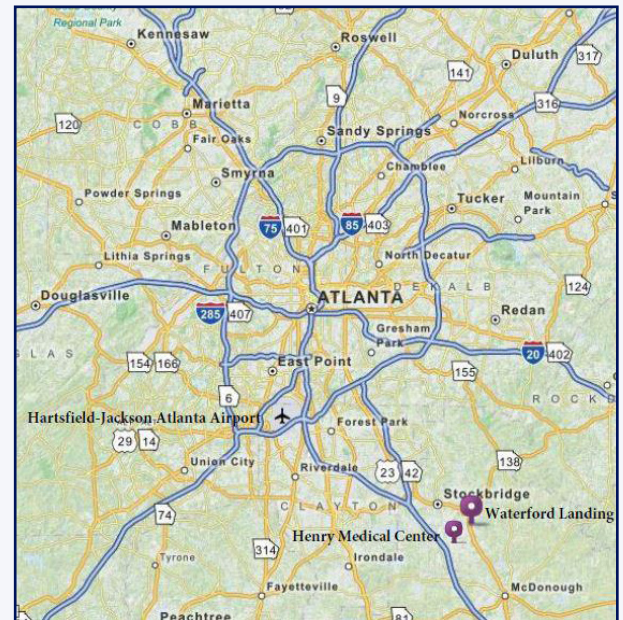 Regional Park
Kennesaw
Roswell
Duluth
317
141
9
316
Marietta
Norcross
120
COBB
Sandy Springs
Fair Oaks
Lilburn
Chamblee
Smyrna
Powder Springs
Tucker
Mountain
Park
75
401
85
403
Mableton
Lithia Springs
North Decatur
FULTON
DEKALB
124
Douglasville
ATLANTA
285
407
Redan
Gresham
Park
GLAS
20
402
154
166
East Point
155
6
ROCKD
Hartsfield-Jackson Atlanta Airport
Forest Park
29
14
138
Union City
Riverdale
23
42
Stockbridge
CLAYTON
Waterford Landing
74
Henry Medical Center
314
Tyrone
Irondale
Fayetteville
McDonough
Peachtree
81